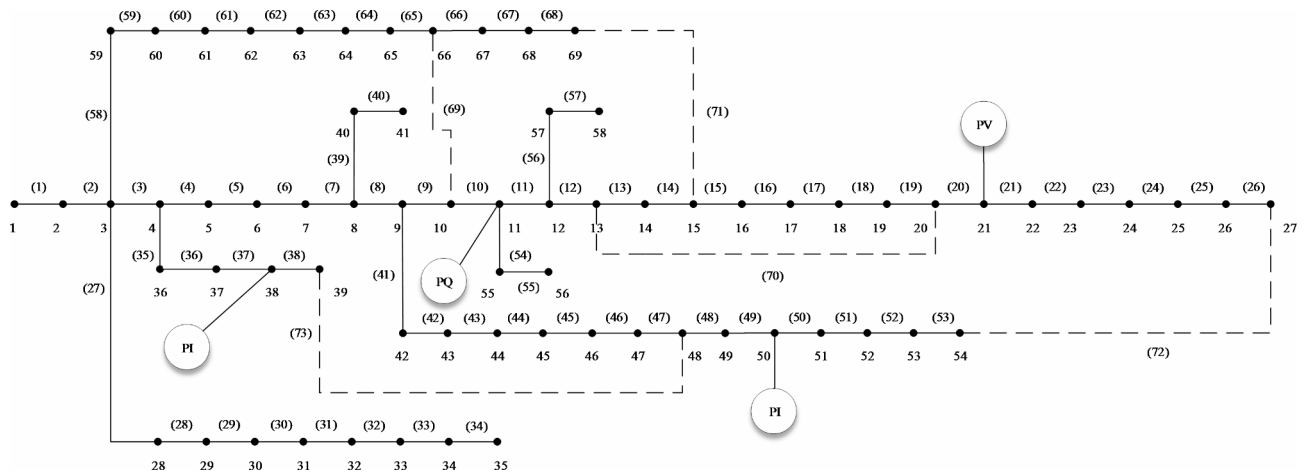 (59) (60) (61) (62) (63) (64) (65) (66) (67) (68)
59 60 61 62 63 64 65 66 67 68 69
(58) (40) (69) (57) (71) PV
40 41 57 58
(39) (56)
(1) (2) (3) (4) (5) (6) (7) (8) (9) (10) (11) (12) (13) (14) (15) (16) (17) (18) (19) (20) (21) (22) (23) (24) (25) (26)
1 2 3 4 5 6 7 8 9 10 11 12 13 14 15 16 17 18 19 20 21 22 23 24 25 26 27
(35) (36) (37) (38) (41) (54)
(27) PQ (55) (70)
36 37 38 39 55 56
(42) (43) (44) (45) (46) (47) (48) (49) (50) (51) (52) (53)
PI (73) (72)
42 43 44 45 46 47 48 49 50 51 52 53 54
PI
(28) (29) (30) (31) (32) (33) (34)
28 29 30 31 32 33 34 35